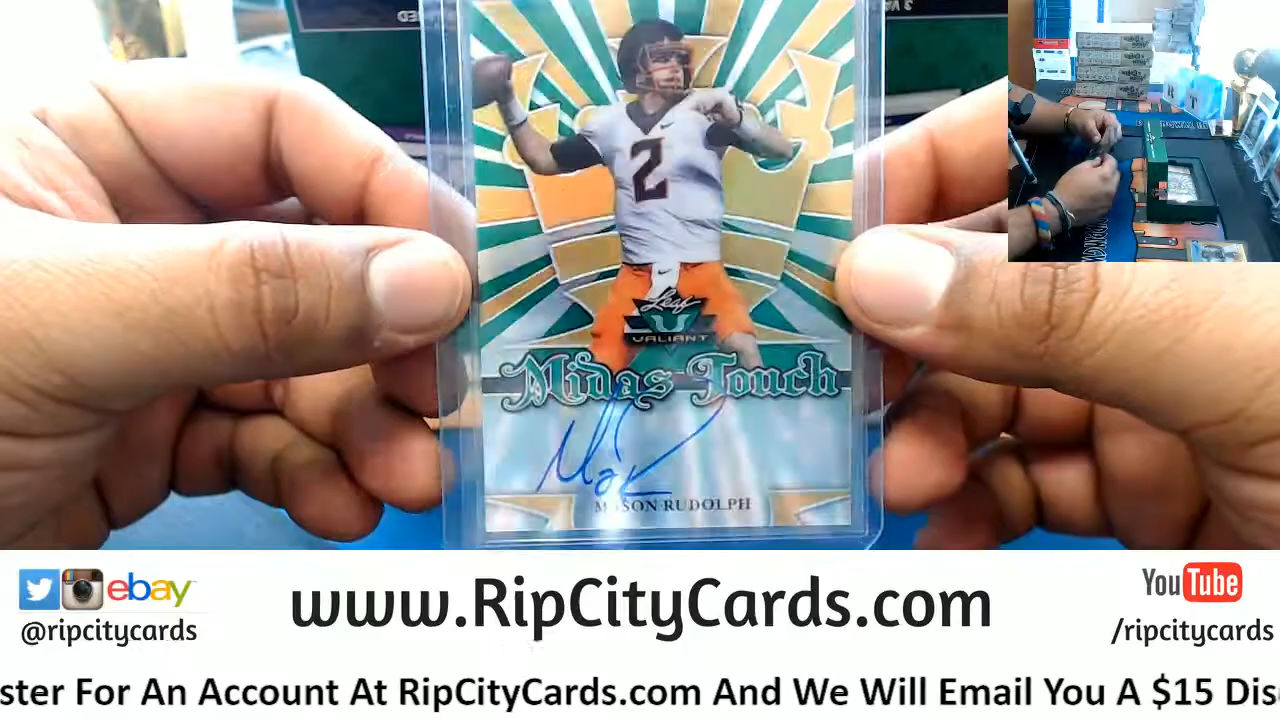 2
Leaf
VALIANT
Midas Touch
MASON RUDOLPH
ebay
@ripcitycards
www.RipCityCards.com
YouTube
/ripcitycards
ster For An Account At RipCityCards.com And We Will Email You A $15 Dis